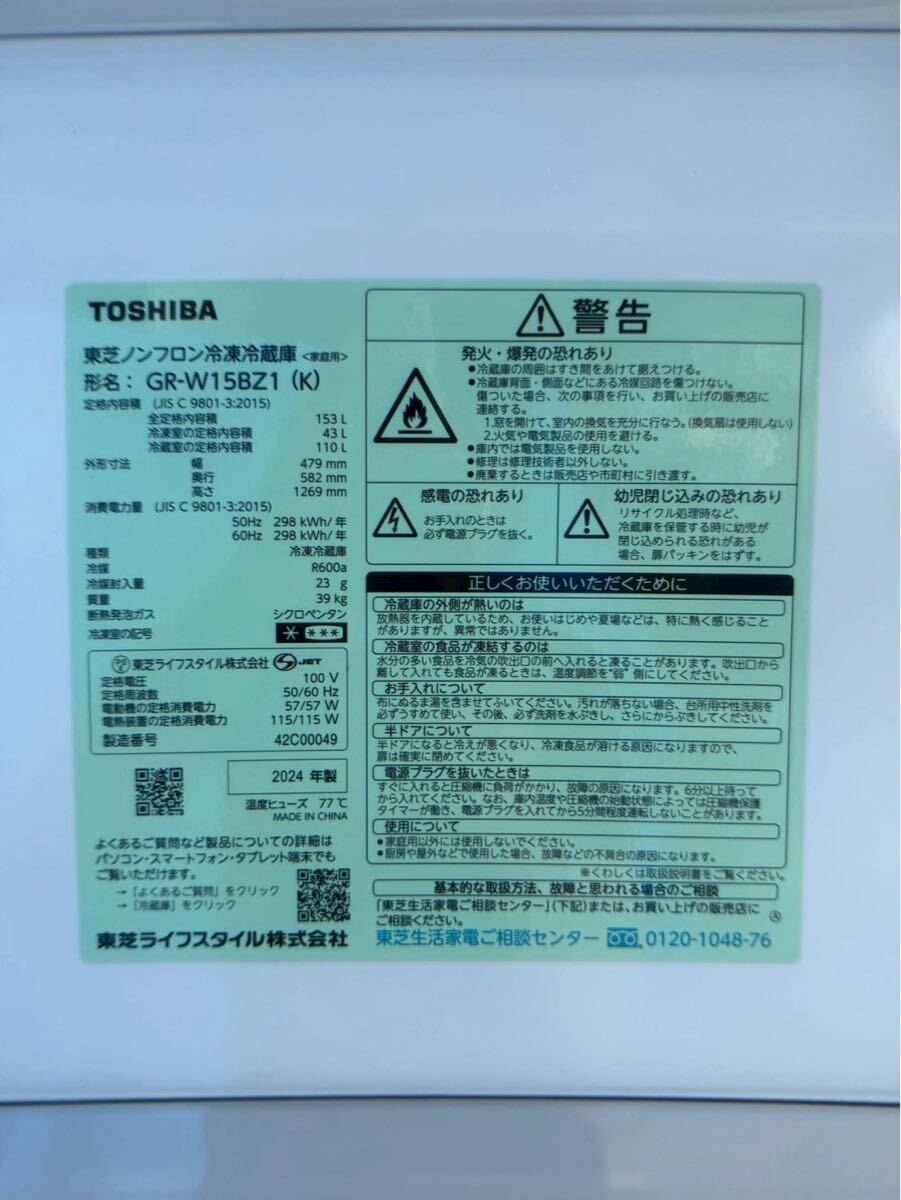 TOSHIBA
東芝ノンフロン冷凍冷蔵庫 <家庭用>
形名： GR-W15BZ1 (K)
定格内容積 (JIS C 9801-3:2015)
全定格内容積 153 L
冷凍室の定格内容積 43 L
冷蔵室の定格内容積 110 L
外形寸法 幅 479 mm
奥行 582 mm
高さ 1269 mm
消費電力量 (JIS C 9801-3:2015)
50Hz 298 kWh/年
60Hz 298 kWh/年
種類 冷凍冷蔵庫
冷媒 R600a
冷媒封入量 23 g
質量 39 kg
断熱発泡ガス シクロペンタン
冷凍室の記号 * ***
PS E 東芝ライフスタイル株式会社 S JET
定格電圧 100 V
定格周波数 50/60 Hz
電動機の定格消費電力 57/57 W
電熱装置の定格消費電力 115/115 W
製造番号 42C00049
2024 年製
温度ヒューズ 77℃
MADE IN CHINA
よくあるご質問など製品についての詳細は
パソコン・スマートフォン・タブレット端末でも
ご覧いただけます。
→「よくあるご質問」をクリック
→「冷蔵庫」をクリック
東芝ライフスタイル株式会社
警告
発火・爆発の恐れあり
●冷蔵庫の周囲はすき間をあけて据えつける。
●冷蔵庫背面・側面などにある冷媒回路を傷つけない。
傷ついた場合、次の事項を行い、お買い上げの販売店に
連絡する。
1.窓を開けて、室内の換気を充分に行なう。(換気扇は使用しない)
2.火気や電気製品の使用を避ける。
●庫内では電気製品を使用しない。
●修理は修理技術者以外しない。
●廃棄するときは販売店や市町村に引き渡す。
感電の恐れあり
お手入れのときは
必ず電源プラグを抜く。
幼児閉じ込みの恐れあり
リサイクル処理時など、
冷蔵庫を保管する時に幼児が
閉じ込められる恐れがある
場合、扉パッキンをはずす。
正しくお使いいただくために
冷蔵庫の外側が熱いのは
放熱器を内蔵しているため、お使いはじめや夏場などは、特に熱く感じること
がありますが、異常ではありません。
冷蔵室の食品が凍結するのは
水分の多い食品を冷気の吹出口の前へ入れると凍ることがあります。吹出口から
離して入れても食品が凍るときは、温度調節を"弱"側にしてください。
お手入れについて
布にぬるま湯を含ませてふいてください。汚れが落ちない場合、台所用中性洗剤を
必ずうすめて使い、その後、必ず洗剤を水ぶきし、さらにからぶきしてください。
半ドアについて
半ドアになると冷えが悪くなり、冷凍食品が溶ける原因になりますので、
扉は確実に閉めてください。
電源プラグを抜いたときは
すぐに入れると圧縮機に負荷がかかり、故障の原因になります。6分以上待って
から入れてください。なお、庫内温度や圧縮機の始動状態によっては圧縮機保護
タイマーが働き、電源プラグを入れてから5分間程度運転しないことがあります。
使用について
●家庭用以外には使用しないでください。
●厨房や屋外などで使用した場合、故障などの不具合の原因になります。
※くわしくは取扱説明書をご覧ください。
基本的な取扱方法、故障と思われる場合のご相談
「東芝生活家電ご相談センター」(下記)または、お買い上げの販売店に
ご相談ください。 Ⓐ
東芝生活家電ご相談センター 0120-1048-76